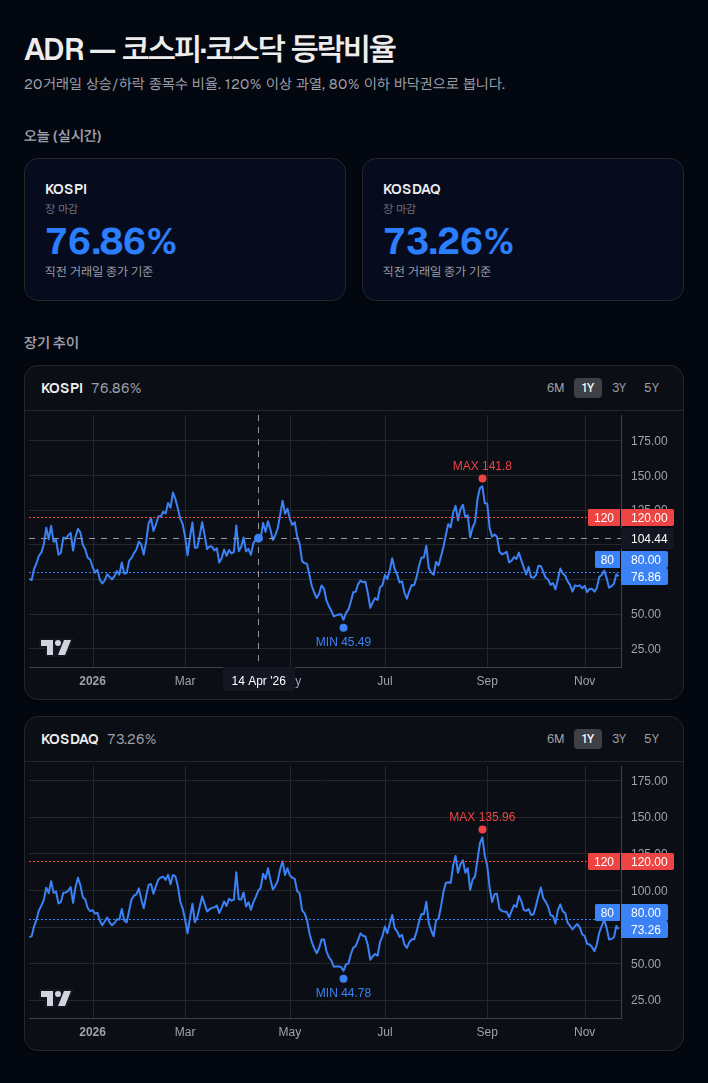 ADR — 코스피·코스닥 등락비율
20거래일 상승/하락 종목수 비율. 120% 이상 과열, 80% 이하 바닥권으로 봅니다.
오늘 (실시간)
KOSPI
장 마감
76.86%
직전 거래일 종가 기준
KOSDAQ
장 마감
73.26%
직전 거래일 종가 기준
장기 추이
KOSPI 76.86%
6M 1Y 3Y 5Y
175.00
MAX 141.8
150.00
125.00
120 120.00
104.44
80 80.00
76.86
50.00
MIN 45.49
25.00
2026 Mar 14 Apr '26 y Jul Sep Nov
KOSDAQ 73.26%
6M 1Y 3Y 5Y
175.00
MAX 135.96
150.00
125.00
120 120.00
100.00
80 80.00
73.26
50.00
MIN 44.78
25.00
2026 Mar May Jul Sep Nov